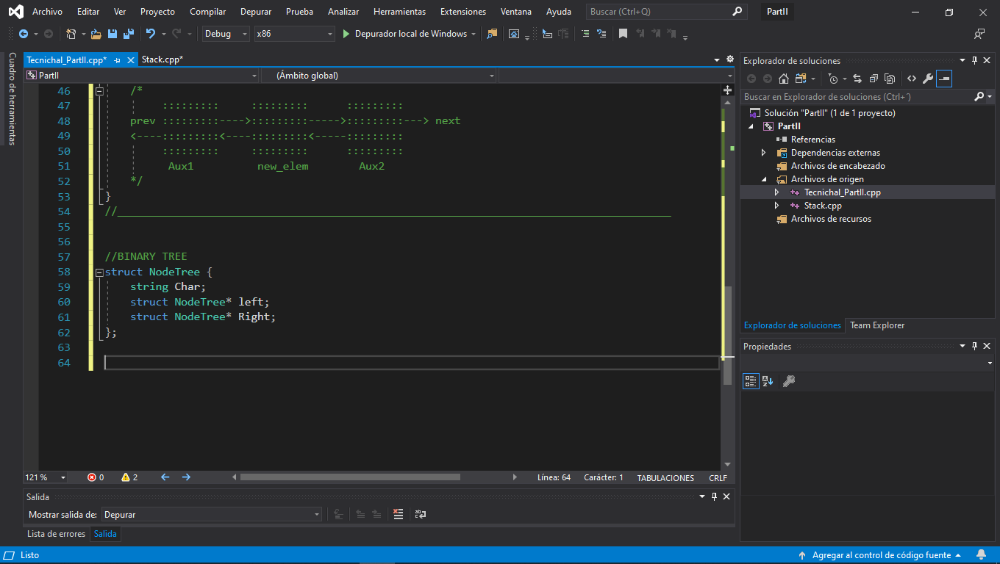 Archivo Editar Ver Proyecto Compilar Depurar Prueba Analizar Herramientas Extensiones Ventana Ayuda Buscar (Ctrl+Q) PartII
Debug x86 Depurador local de Windows
Cuadro de herramientas
Tecnichal_PartII.cpp* Stack.cpp*
PartII (Ámbito global)
46 /*
47 ::::::::: ::::::::: :::::::::
48 prev :::::::::---->:::::::::----->:::::::::---> next
49 <----:::::::::<----:::::::::<-----:::::::::
50 ::::::::: ::::::::: :::::::::
51 Aux1 new_elem Aux2
52 */
53 }
54 //_______________________________________________________________________________________
55
56
57 //BINARY TREE
58 struct NodeTree {
59 string Char;
60 struct NodeTree* left;
61 struct NodeTree* Right;
62 };
63
64
121 % 0 2 Línea: 64 Carácter: 1 TABULACIONES CRLF
Salida
Mostrar salida de: Depurar
Lista de errores Salida
Explorador de soluciones
Buscar en Explorador de soluciones (Ctrl+´)
Solución "PartII" (1 de 1 proyecto)
PartII
Referencias
Dependencias externas
Archivos de encabezado
Archivos de origen
Tecnichal_PartII.cpp
Stack.cpp
Archivos de recursos
Explorador de soluciones Team Explorer
Propiedades
Listo Agregar al control de código fuente